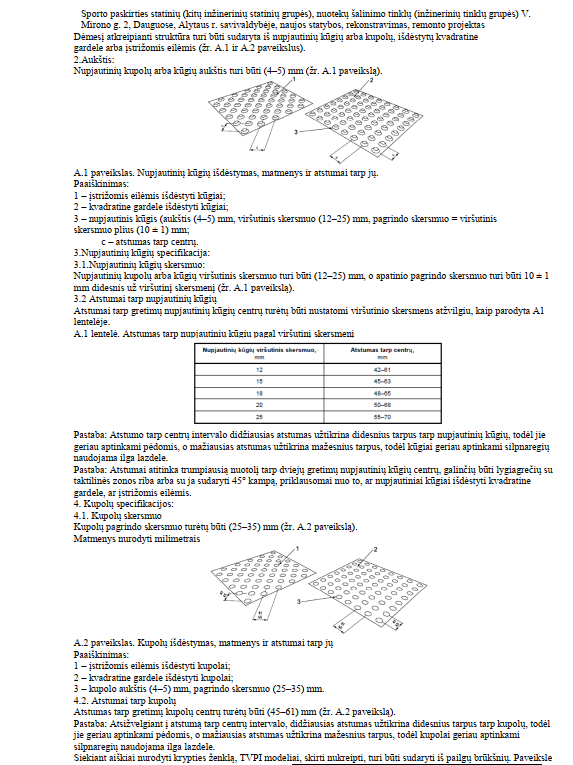 Sporto paskirties statinių (kitų inžinerinių statinių grupės), nuotekų šalinimo tinklų (inžinerinių tinklų grupės) V.
Mirono g. 2, Dauguose, Alytaus r. savivaldybėje, naujos statybos, rekonstravimas, remonto projektas
Dėmesį atkreipianti struktūra turi būti sudaryta iš nupjautinių kūgių arba kupolų, išdėstytų kvadratine
gardele arba įstrižomis eilėmis (žr. A.1 ir A.2 paveikslus).
2.Aukštis:
Nupjautinių kupolų arba kūgių aukštis turi būti (4–5) mm (žr. A.1 paveikslą).
1
2
3
A.1 paveikslas. Nupjautinių kūgių išdėstymas, matmenys ir atstumai tarp jų.
Paaiškinimas:
1 – įstrižomis eilėmis išdėstyti kūgiai;
2 – kvadratine gardele išdėstyti kūgiai;
3 – nupjautinis kūgis (aukštis (4–5) mm, viršutinis skersmuo (12–25) mm, pagrindo skersmuo = viršutinis
skersmuo plius (10 ± 1) mm;
c – atstumas tarp centrų.
3.Nupjautinių kūgių specifikacija:
3.1.Nupjautinių kūgių skersmuo:
Nupjautinių kupolų arba kūgių viršutinis skersmuo turi būti (12–25) mm, o apatinio pagrindo skersmuo turi būti 10 ± 1
mm didesnis už viršutinį skersmenį (žr. A.1 paveikslą).
3.2 Atstumai tarp nupjautinių kūgių
Atstumai tarp gretimų nupjautinių kūgių centrų turėtų būti nustatomi viršutinio skersmens atžvilgiu, kaip parodyta A1
lentelėje.
A.1 lentelė. Atstumas tarp nupjautinių kūgių pagal viršutinį skersmenį
Nupjautinių kūgių viršutinis skersmuo, Atstumas tarp centrų,
mm mm
12 42–61
15 45–63
18 48–65
20 50–68
25 55–70
Pastaba: Atstumo tarp centrų intervalo didžiausias atstumas užtikrina didesnius tarpus tarp nupjautinių kūgių, todėl jie
geriau aptinkami pėdomis, o mažiausias atstumas užtikrina mažesnius tarpus, todėl kūgiai geriau aptinkami silpnaregių
naudojama ilga lazdele.
Pastaba: Atstumai atitinka trumpiausią nuotolį tarp dviejų gretimų nupjautinių kūgių centrų, galinčių būti lygiagrečių su
taktilinės zonos riba arba su ja sudaryti 45° kampą, priklausomai nuo to, ar nupjautiniai kūgiai išdėstyti kvadratine
gardele, ar įstrižomis eilėmis.
4. Kupolų specifikacijos:
4.1. Kupolų skersmuo
Kupolų pagrindo skersmuo turėtų būti (25–35) mm (žr. A.2 paveikslą).
Matmenys nurodyti milimetrais
1
2
3
A.2 paveikslas. Kupolų išdėstymas, matmenys ir atstumai tarp jų
Paaiškinimas:
1 – įstrižomis eilėmis išdėstyti kupolai;
2 – kvadratine gardele išdėstyti kupolai;
3 – kupolo aukštis (4–5) mm, pagrindo skersmuo (25–35) mm.
4.2. Atstumai tarp kupolų
Atstumas tarp gretimų kupolų centrų turėtų būti (45–61) mm (žr. A.2 paveikslą).
Pastaba: Atsižvelgiant į atstumą tarp centrų intervalo, didžiausias atstumas užtikrina didesnius tarpus tarp kupolų, todėl
jie geriau aptinkami pėdomis, o mažiausias atstumas užtikrina mažesnius tarpus, todėl kupolai geriau aptinkami
silpnaregių naudojama ilga lazdele.
Siekiant aiškiai nurodyti krypties ženklą, TVPI modeliai, skirti nukreipti, turi būti sudaryti iš pailgų brūkšnių. Paveiksle